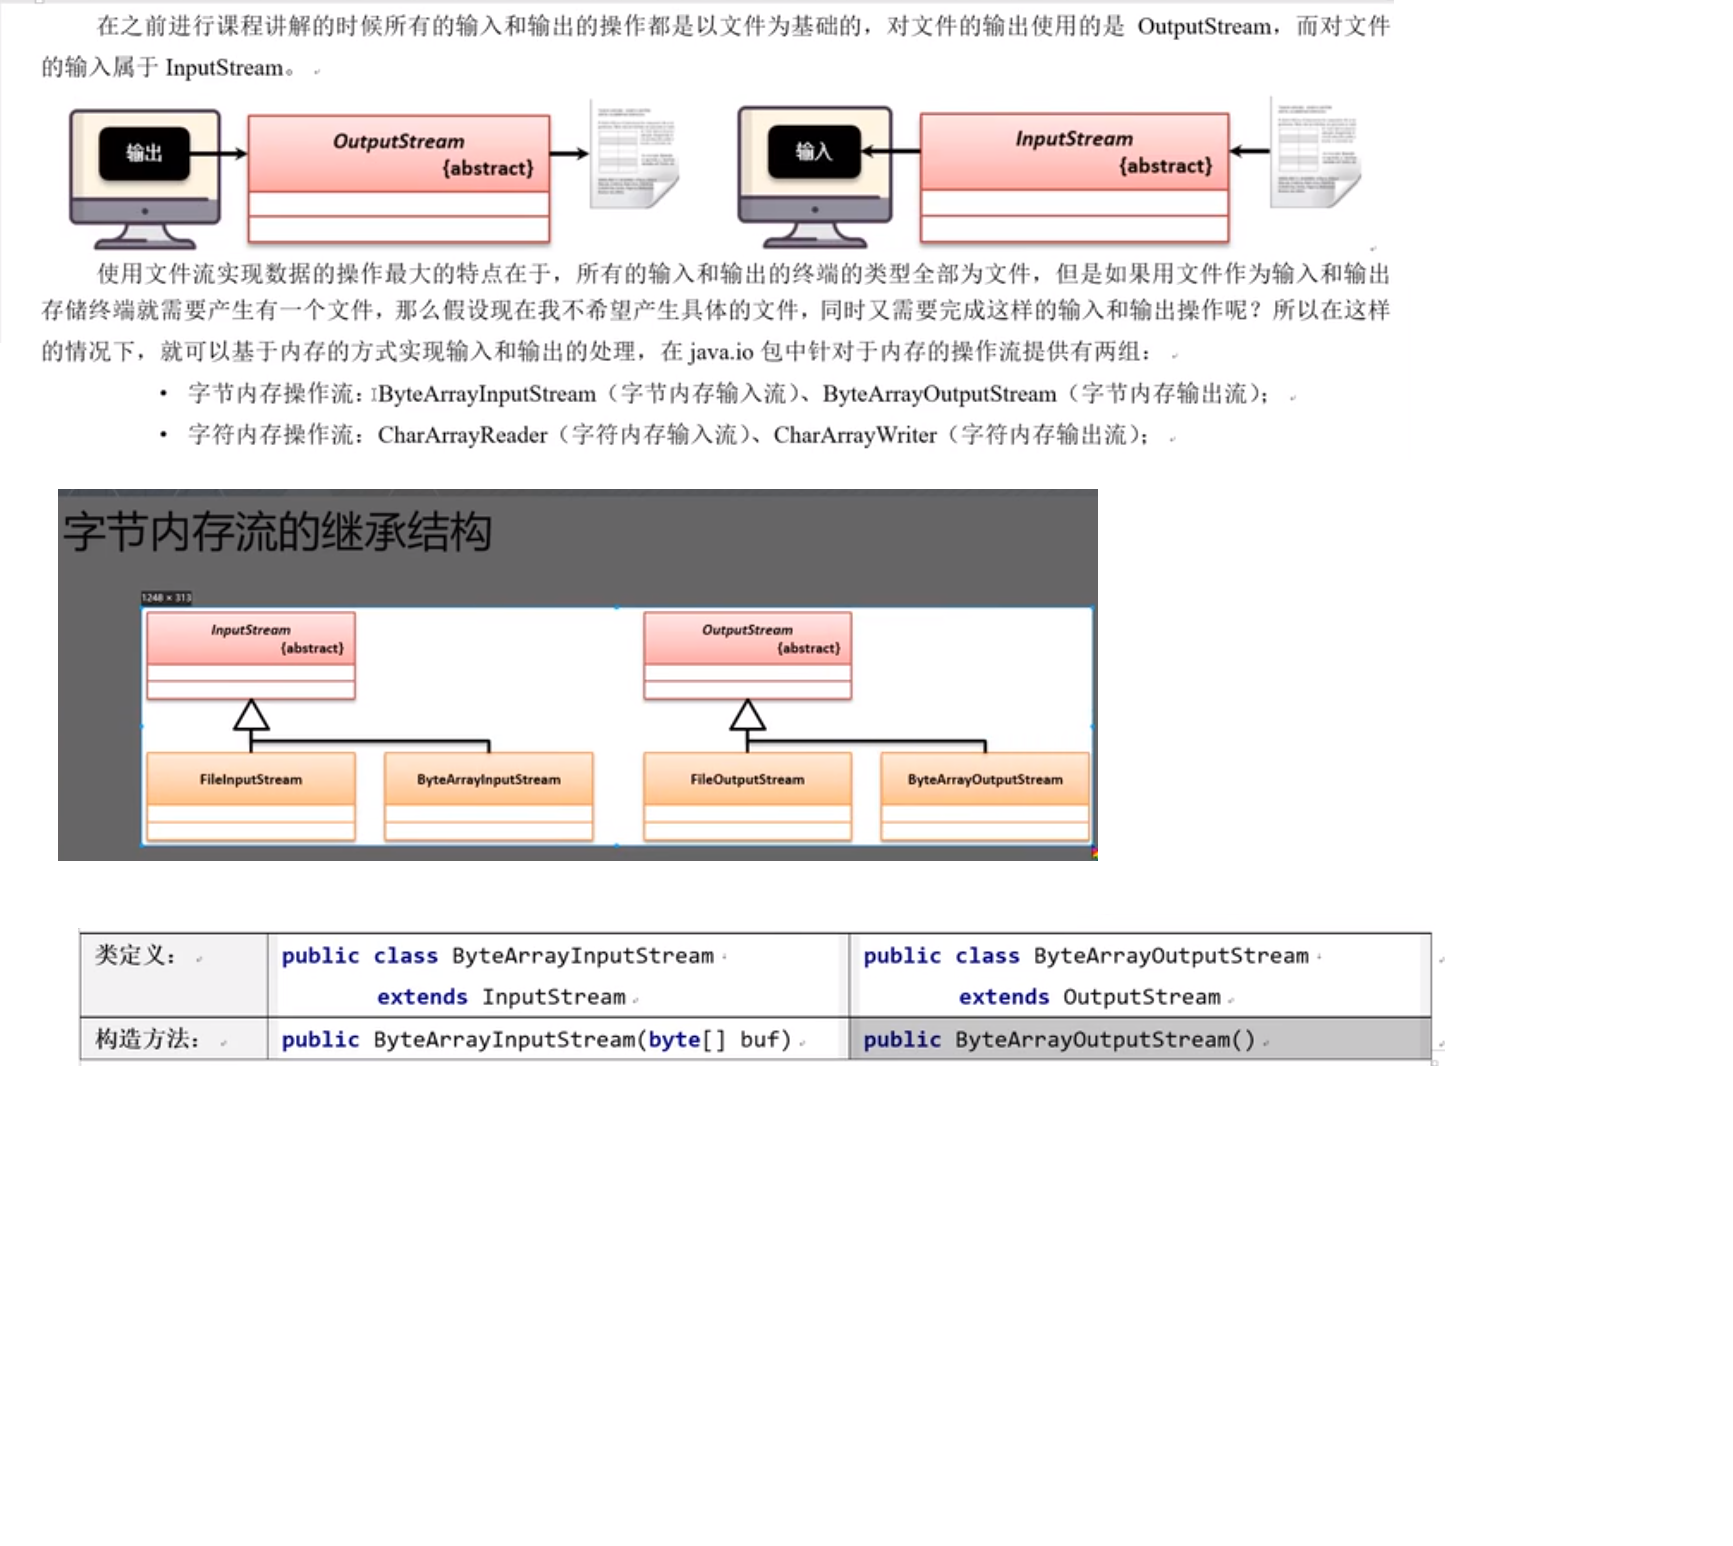 在之前进行课程讲解的时候所有的输入和输出的操作都是以文件为基础的，对文件的输出使用的是 OutputStream，而对文件
的输入属于 InputStream。
输出
OutputStream
{abstract}
输入
InputStream
{abstract}
使用文件流实现数据的操作最大的特点在于，所有的输入和输出的终端的类型全部为文件，但是如果用文件作为输入和输出
存储终端就需要产生有一个文件，那么假设现在我不希望产生具体的文件，同时又需要完成这样的输入和输出操作呢？所以在这样
的情况下，就可以基于内存的方式实现输入和输出的处理，在 java.io 包中针对于内存的操作流提供有两组：
• 字节内存操作流：ByteArrayInputStream（字节内存输入流）、ByteArrayOutputStream（字节内存输出流）；
• 字符内存操作流：CharArrayReader（字符内存输入流）、CharArrayWriter（字符内存输出流）；
字节内存流的继承结构
1248 × 313
InputStream
{abstract}
OutputStream
{abstract}
FileInputStream
ByteArrayInputStream
FileOutputStream
ByteArrayOutputStream
类定义：
public class ByteArrayInputStream
extends InputStream
public class ByteArrayOutputStream
extends OutputStream
构造方法：
public ByteArrayInputStream(byte[] buf)
public ByteArrayOutputStream()